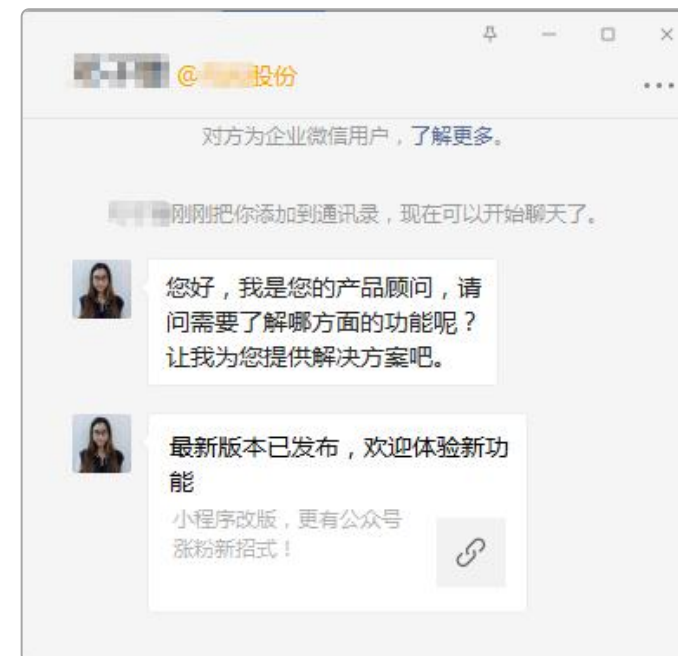 @股份
对方为企业微信用户，了解更多。
刚刚把你添加到通讯录，现在可以开始聊天了。
您好，我是您的产品顾问，请
问需要了解哪方面的功能呢？
让我为您提供解决方案吧。
最新版本已发布，欢迎体验新功
能
小程序改版，更有公众号
涨粉新招式！